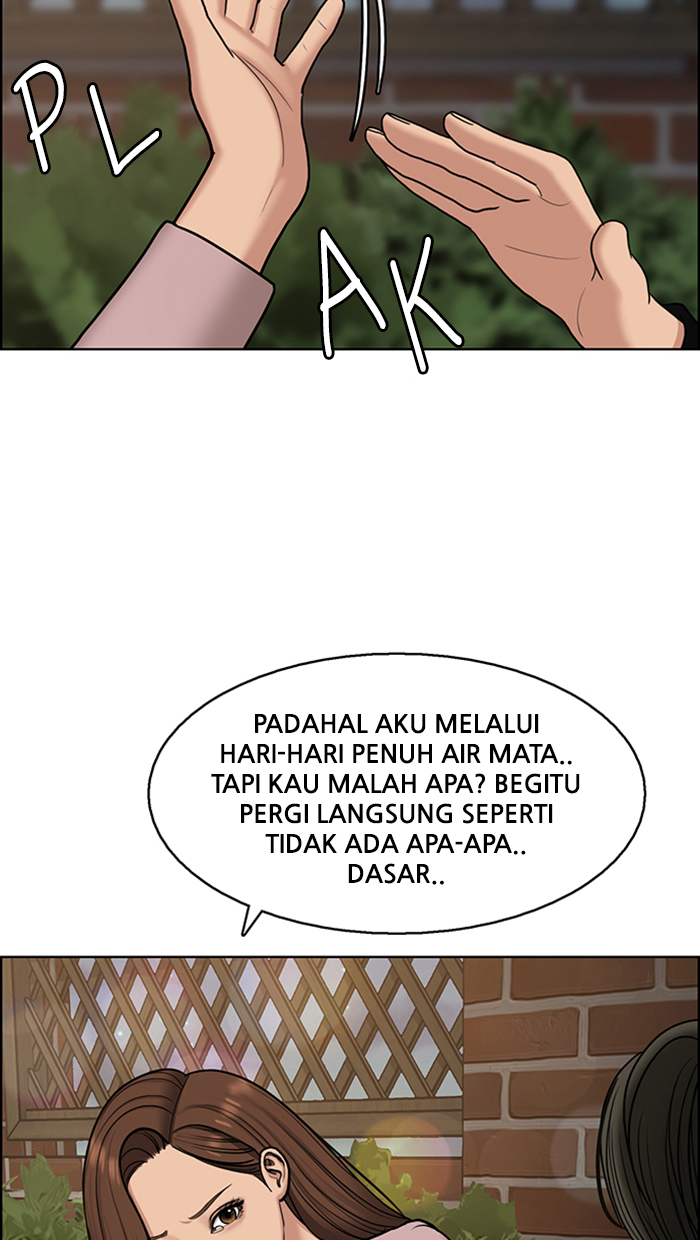 PL
AK
PADAHAL AKU MELALUI
HARI-HARI PENUH AIR MATA..
TAPI KAU MALAH APA? BEGITU
PERGI LANGSUNG SEPERTI
TIDAK ADA APA-APA..
DASAR..